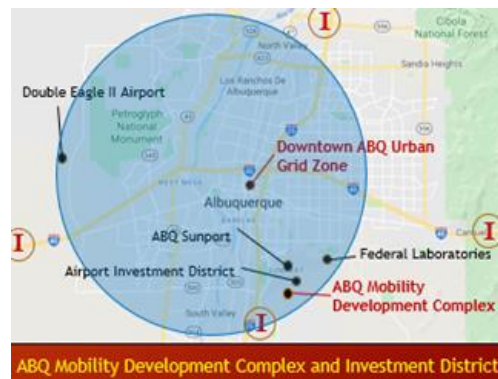 I
Cibola
National Forest
North Valley
Sandia Heights
Double Eagle II Airport
Los Ranchos De
Albuquerque
Petroglyph
National
Monument
Downtown ABQ Urban
Grid Zone
WEST MESA
Albuquerque
I
ABQ Sunport
I
Federal Laboratories
Airport Investment District
ABQ Mobility
Development Complex
South Valley
I
ABQ Mobility Development Complex and Investment District